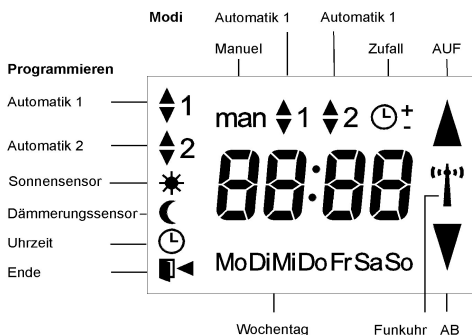 Modi Automatik 1 Automatik 1
Manuel Zufall AUF
Programmieren
Automatik 1
Automatik 2
Sonnensensor
Dämmerungssensor
Uhrzeit
Ende
1
2
man 1 2 + -
88:88
MoDiMiDoFrSaSo
Wochentag Funkuhr AB